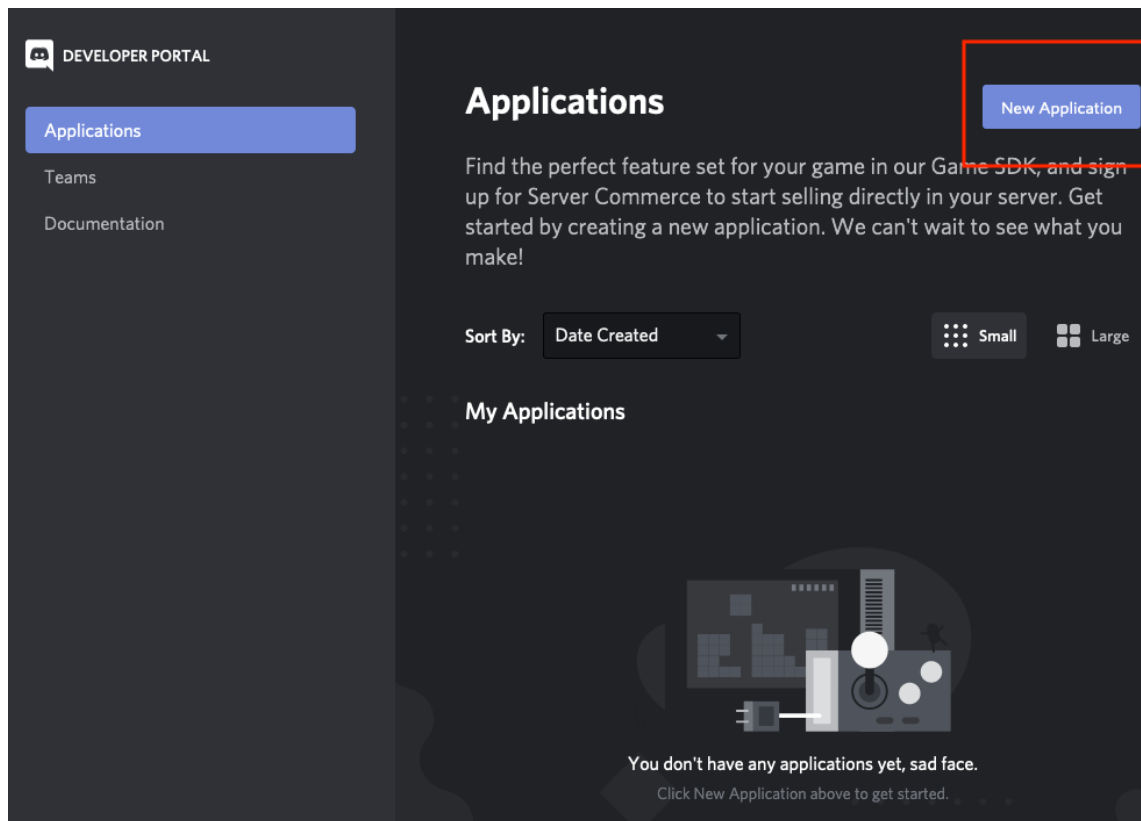 DEVELOPER PORTAL
Applications
Teams
Documentation
Applications
New Application
Find the perfect feature set for your game in our Game SDK, and sign
up for Server Commerce to start selling directly in your server. Get
started by creating a new application. We can't wait to see what you
make!
Sort By: Date Created Small Large
My Applications
You don't have any applications yet, sad face.
Click New Application above to get started.